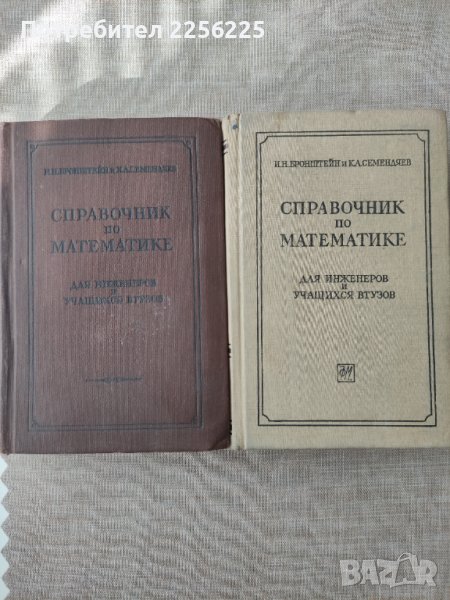 Потребител 2256225
И.Н.БРОНШТЕЙН И К.А.СЕМЕНДЯЕВ
СПРАВОЧНИК
ПО
МАТЕМАТИКЕ
ДЛЯ ИНЖЕНЕРОВ
И
УЧАЩИХСЯ ВТУЗОВ
И.Н.БРОНШТЕЙН И К.А.СЕМЕНДЯЕВ
СПРАВОЧНИК
ПО
МАТЕМАТИКЕ
ДЛЯ ИНЖЕНЕРОВ
И
УЧАЩИХСЯ ВТУЗОВ
ФМ
BAZAR